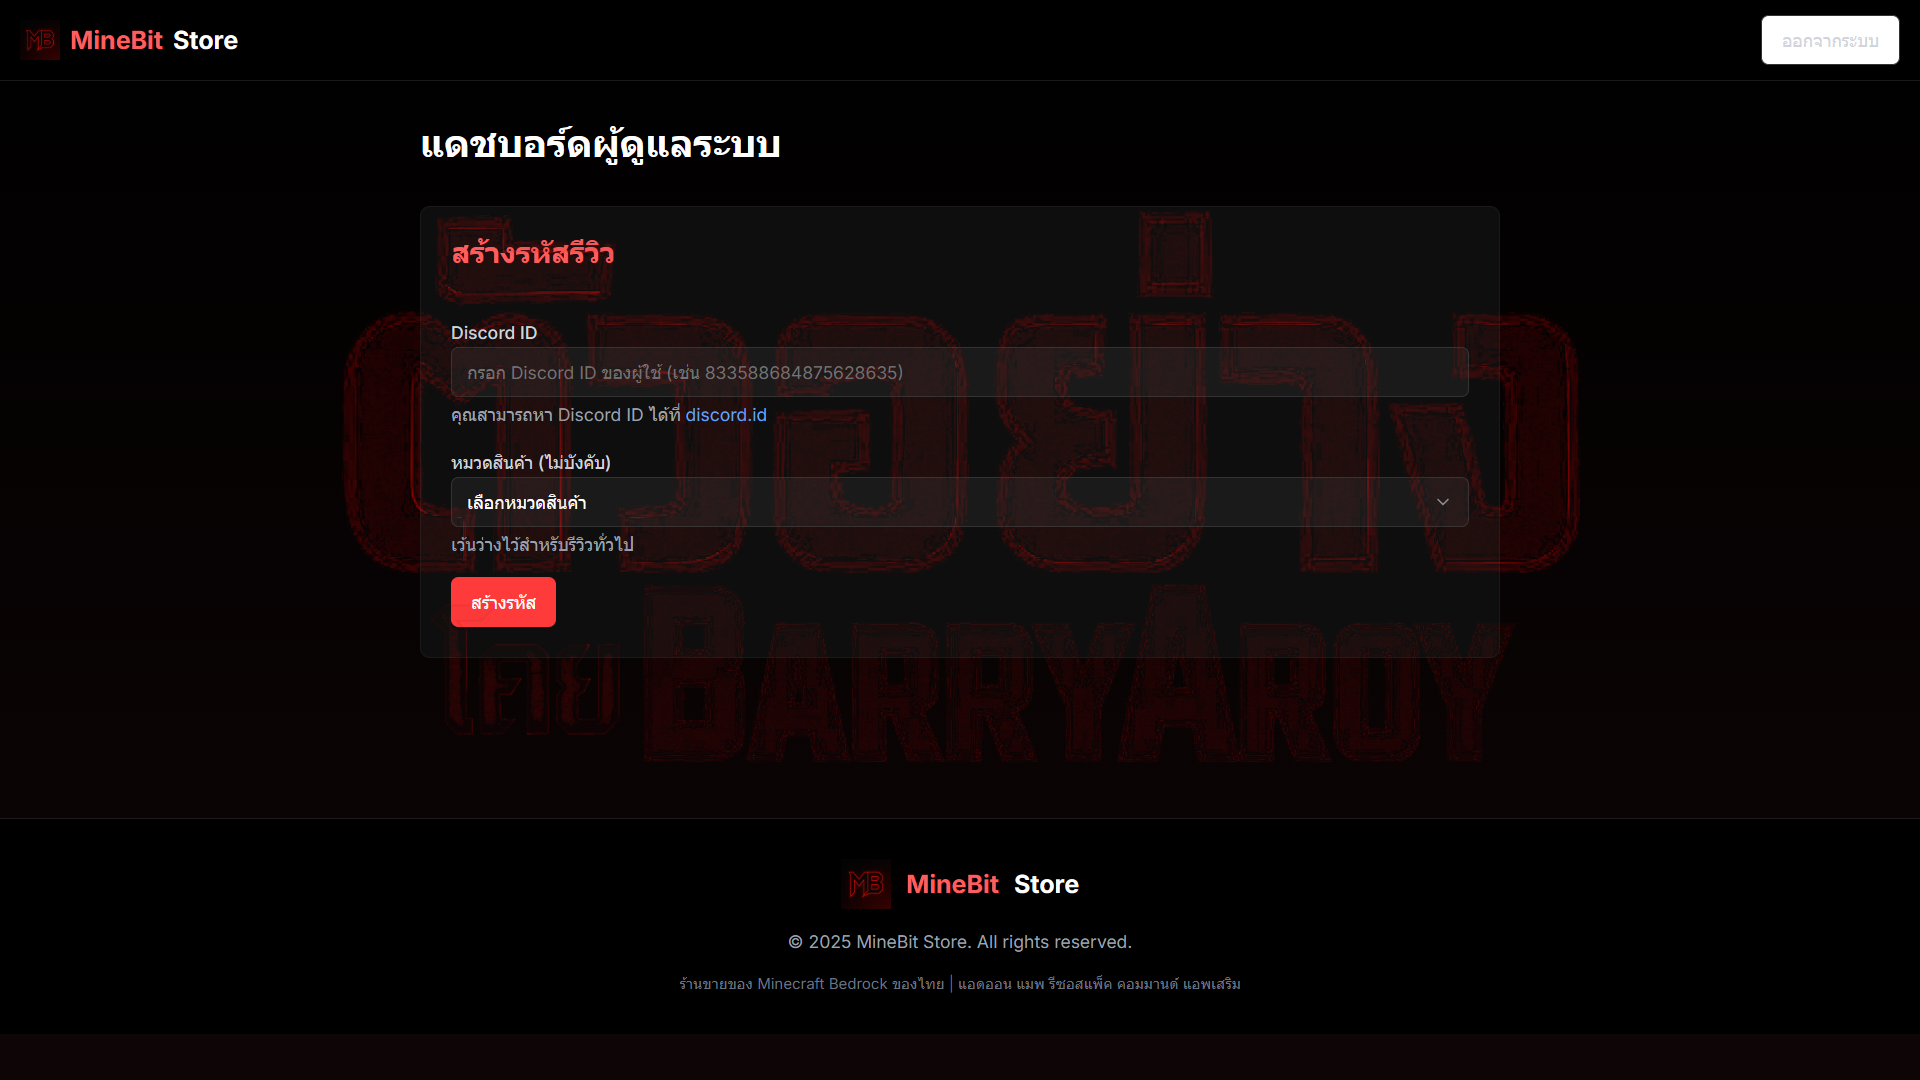 MB MineBit Store
ออกจากระบบ
แดชบอร์ดผู้ดูแลระบบ
สร้างรหัสรีวิว
Discord ID
กรอก Discord ID ของผู้ใช้ (เช่น 833588684875628635)
คุณสามารถหา Discord ID ได้ที่ discord.id
หมวดสินค้า (ไม่บังคับ)
เลือกหมวดสินค้า
เว้นว่างไว้สำหรับรีวิวทั่วไป
สร้างรหัส
ตัวอย่าง
โดย BARRYAROY
MB MineBit Store
© 2025 MineBit Store. All rights reserved.
ร้านขายของ Minecraft Bedrock ของไทย | แอดออน แมพ รีซอสแพ็ค คอมมานด์ แอพเสริม